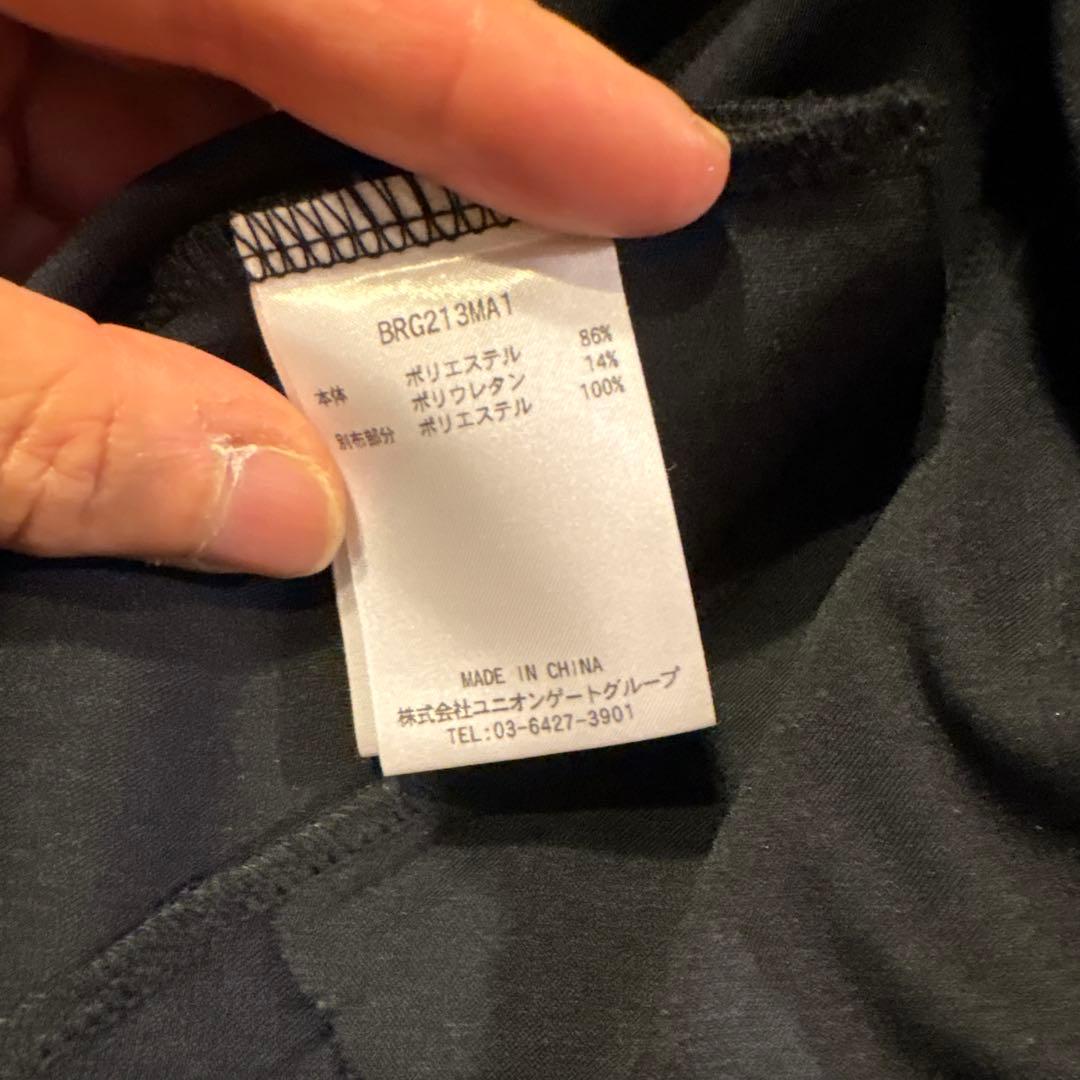 BRG213MA1
本体 ポリエステル 86%
ポリウレタン 14%
別布部分 ポリエステル 100%
MADE IN CHINA
株式会社ユニオンゲートグループ
TEL:03-6427-3901